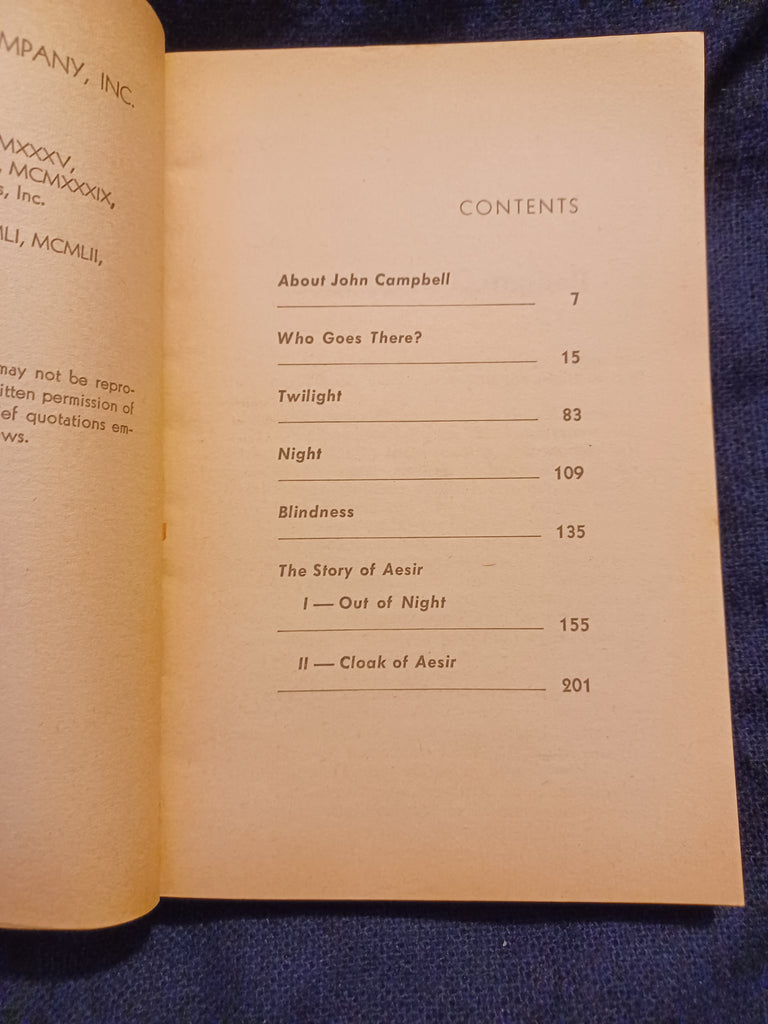 MPANY, INC.
MXXXV,
, MCMXXXIX,
s, Inc.
MLI, MCMLII,
may not be repro-
itten permission of
ief quotations em-
ws.
CONTENTS
About John Campbell
7
Who Goes There?
15
Twilight
83
Night
109
Blindness
135
The Story of Aesir
I — Out of Night
155
II — Cloak of Aesir
201